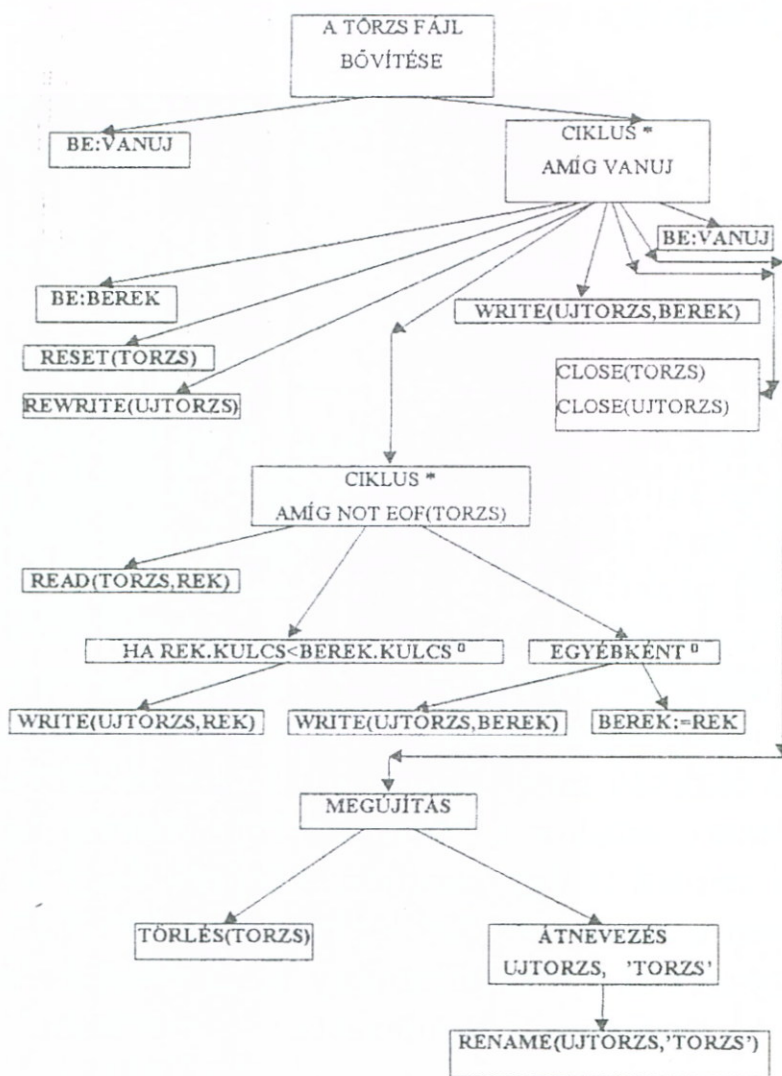 A TÖRZS FÁJL
BŐVÍTÉSE
BE:VANUJ
CIKLUS *
AMÍG VANUJ
BE:VANUJ
BE:BEREK
WRITE(UJTORZS,BEREK)
RESET(TORZS)
REWRITE(UJTORZS)
CLOSE(TORZS)
CLOSE(UJTORZS)
CIKLUS *
AMÍG NOT EOF(TORZS)
READ(TORZS,REK)
HA REK.KULCS<BEREK.KULCS º
EGYÉBKÉNT º
WRITE(UJTORZS,REK)
WRITE(UJTORZS,BEREK)
BEREK:=REK
MEGÚJÍTÁS
TÖRLÉS(TORZS)
ÁTNEVEZÉS
UJTORZS, 'TORZS'
RENAME(UJTORZS,'TORZS')